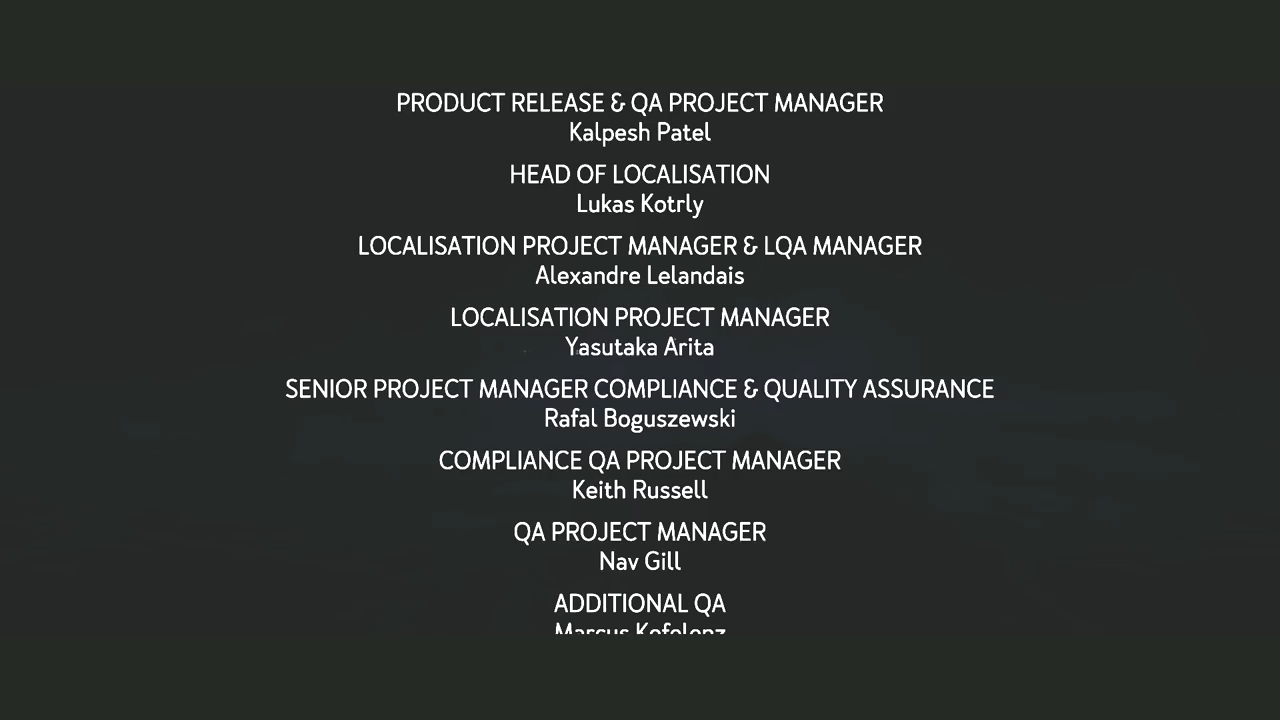 PRODUCT RELEASE & QA PROJECT MANAGER
Kalpesh Patel
HEAD OF LOCALISATION
Lukas Kotrly
LOCALISATION PROJECT MANAGER & LQA MANAGER
Alexandre Lelandais
LOCALISATION PROJECT MANAGER
Yasutaka Arita
SENIOR PROJECT MANAGER COMPLIANCE & QUALITY ASSURANCE
Rafal Boguszewski
COMPLIANCE QA PROJECT MANAGER
Keith Russell
QA PROJECT MANAGER
Nav Gill
ADDITIONAL QA
Marcus